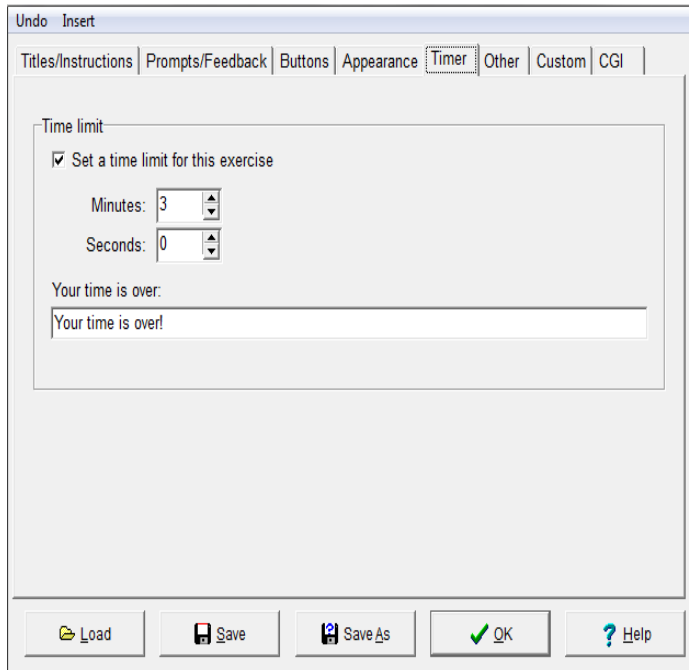 Undo Insert
Titles/Instructions Prompts/Feedback Buttons Appearance Timer Other Custom CGI
Time limit
Set a time limit for this exercise
Minutes: 3
Seconds: 0
Your time is over:
Your time is over!
Load Save Save As OK Help